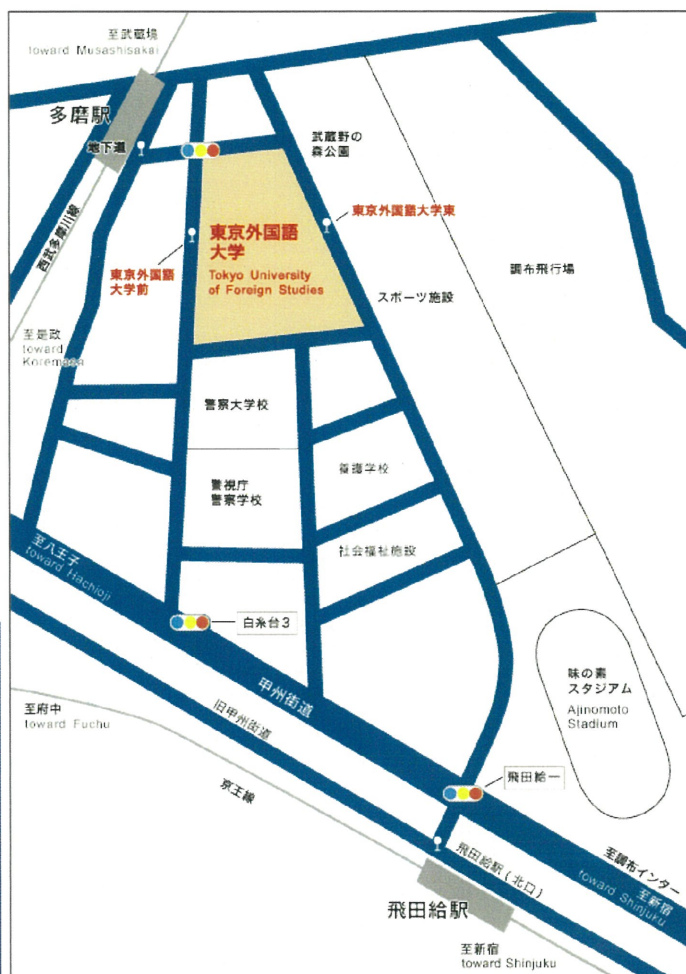 至武蔵境
toward Musashisakai
多磨駅
地下道
武蔵野の
森公園
東京外国語大学東
東京外国語
大学
Tokyo University
of Foreign Studies
東京外国語
大学前
西武多摩川線
スポーツ施設
調布飛行場
至是政
toward
Koremasa
警察大学校
養護学校
警視庁
警察学校
社会福祉施設
至八王子
toward Hachioji
白糸台3
甲州街道
味の素
スタジアム
Ajinomoto
Stadium
至府中
toward Fuchu
旧甲州街道
京王線
飛田給一
飛田給駅(北口)
至調布インター
至新宿
toward Shinjuku
飛田給駅
至新宿
toward Shinjuku